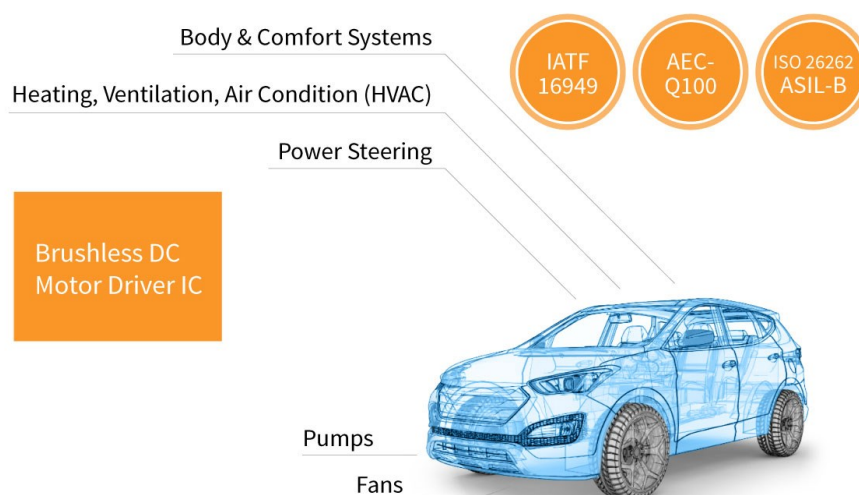 Body & Comfort Systems
Heating, Ventilation, Air Condition (HVAC)
Power Steering
IATF
16949
AEC-
Q100
ISO 26262
ASIL-B
Brushless DC
Motor Driver IC
Pumps
Fans